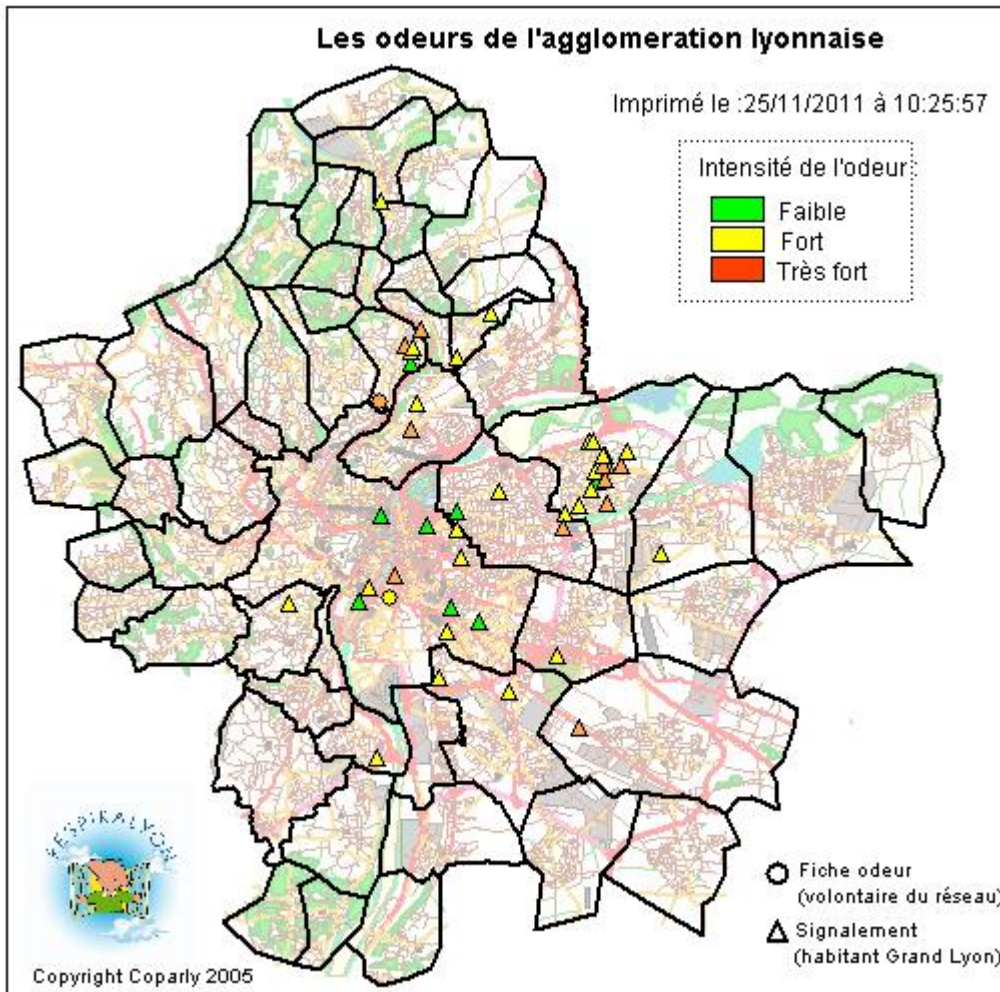 Les odeurs de l'agglomeration lyonnaise
Imprimé le :25/11/2011 à 10:25:57
Intensité de l'odeur :
Faible
Fort
Très fort
RESPIRALYON
Fiche odeur
(volontaire du réseau)
Signalement
(habitant Grand Lyon)
Copyright Coparly 2005